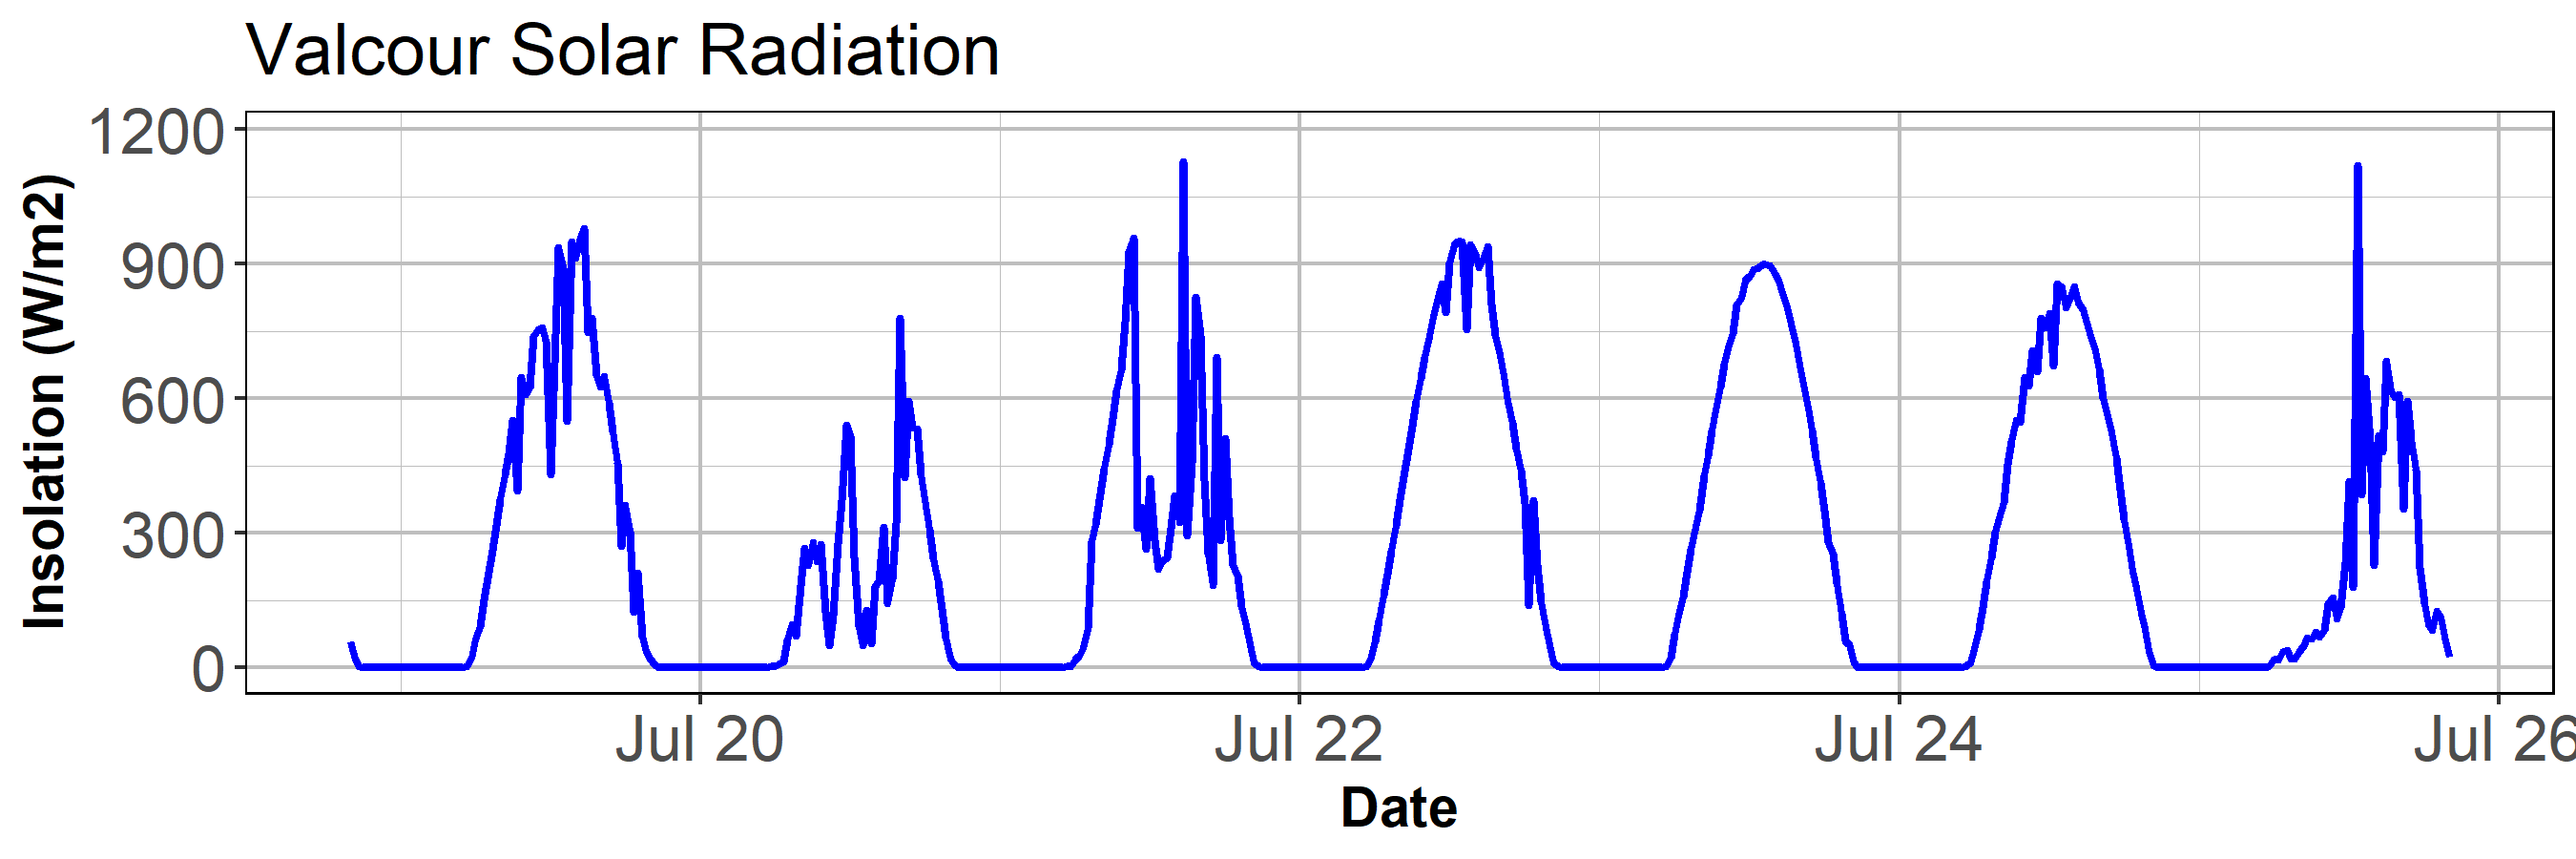 Valcour Solar Radiation
Insolation (W/m2)
1200
900
600
300
0
Jul 20
Jul 22
Jul 24
Jul 26
Date